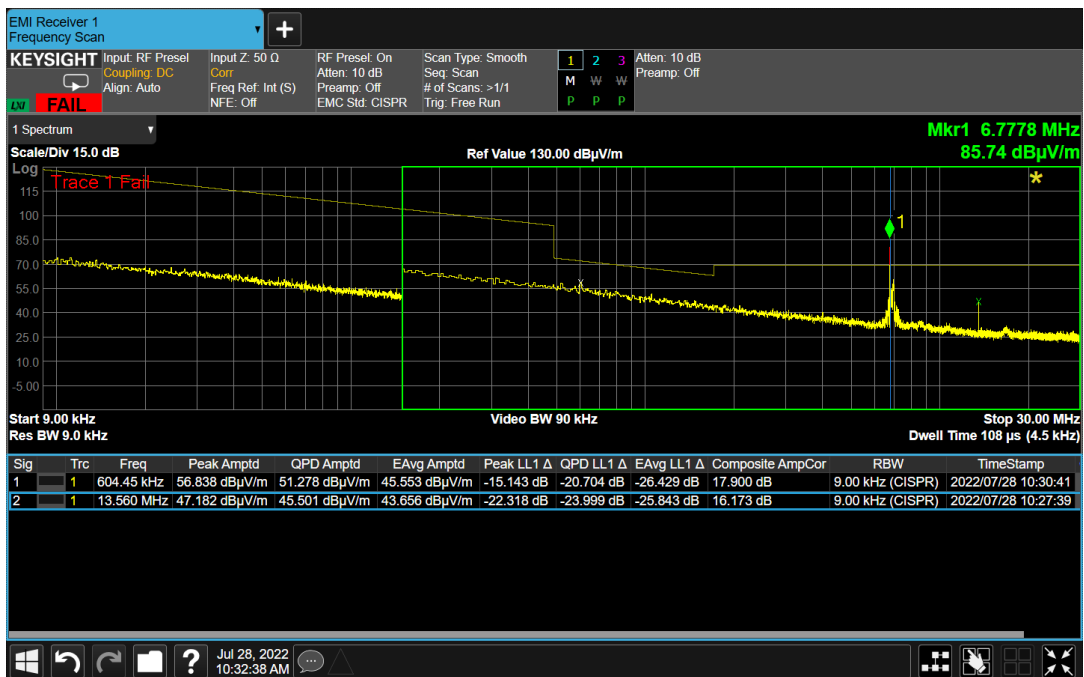 EMI Receiver 1
Frequency Scan
+
KEYSIGHT Input: RF Presel Input Z: 50 Ω RF Presel: On Scan Type: Smooth 1 2 3 Atten: 10 dB
Coupling: DC Corr Atten: 10 dB Seq: Scan M W W Preamp: Off
Align: Auto Freq Ref: Int (S) Preamp: Off # of Scans: >1/1
LXI FAIL NFE: Off EMC Std: CISPR Trig: Free Run P P P
1 Spectrum
Mkr1 6.7778 MHz
Scale/Div 15.0 dB Ref Value 130.00 dBµV/m 85.74 dBµV/m
Log
Trace 1 Fail
*
115
100
1
85.0
70.0
55.0
40.0
25.0
10.0
-5.00
Start 9.00 kHz Video BW 90 kHz Stop 30.00 MHz
Res BW 9.0 kHz Dwell Time 108 µs (4.5 kHz)
Sig Trc Freq Peak Amptd QPD Amptd EAvg Amptd Peak LL1 Δ QPD LL1 Δ EAvg LL1 Δ Composite AmpCor RBW TimeStamp
1 1 604.45 kHz 56.838 dBµV/m 51.278 dBµV/m 45.553 dBµV/m -15.143 dB -20.704 dB -26.429 dB 17.900 dB 9.00 kHz (CISPR) 2022/07/28 10:30:41
2 1 13.560 MHz 47.182 dBµV/m 45.501 dBµV/m 43.656 dBµV/m -22.318 dB -23.999 dB -25.843 dB 16.173 dB 9.00 kHz (CISPR) 2022/07/28 10:27:39
? Jul 28, 2022
10:32:38 AM